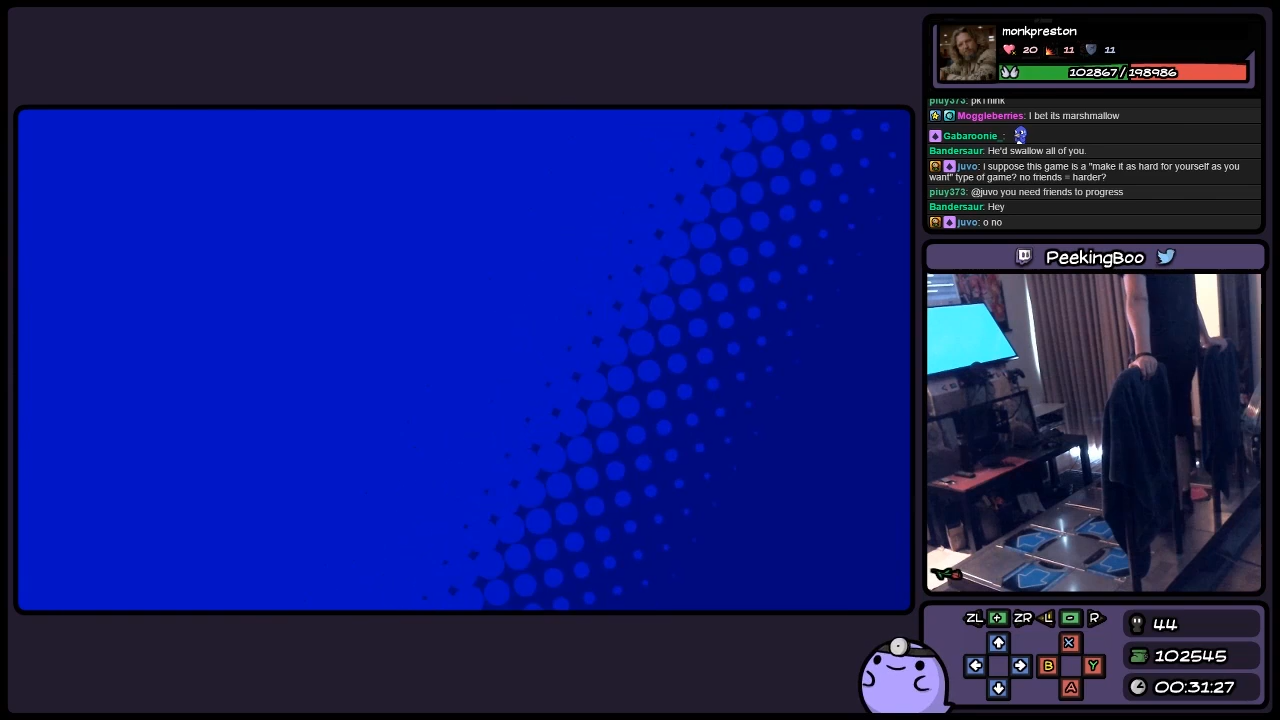 monkpreston
20 11 11
102867/198986
piuy373: pkThink
Moggleberries: I bet its marshmallow
Gabaroonie_:
Bandersaur: He'd swallow all of you.
juvo: i suppose this game is a "make it as hard for yourself as you
want" type of game? no friends = harder?
piuy373: @juvo you need friends to progress
Bandersaur: Hey
juvo: o no
PeekingBoo
ZL + ZR L - R
X
B Y
A
44
102545
00:31:27